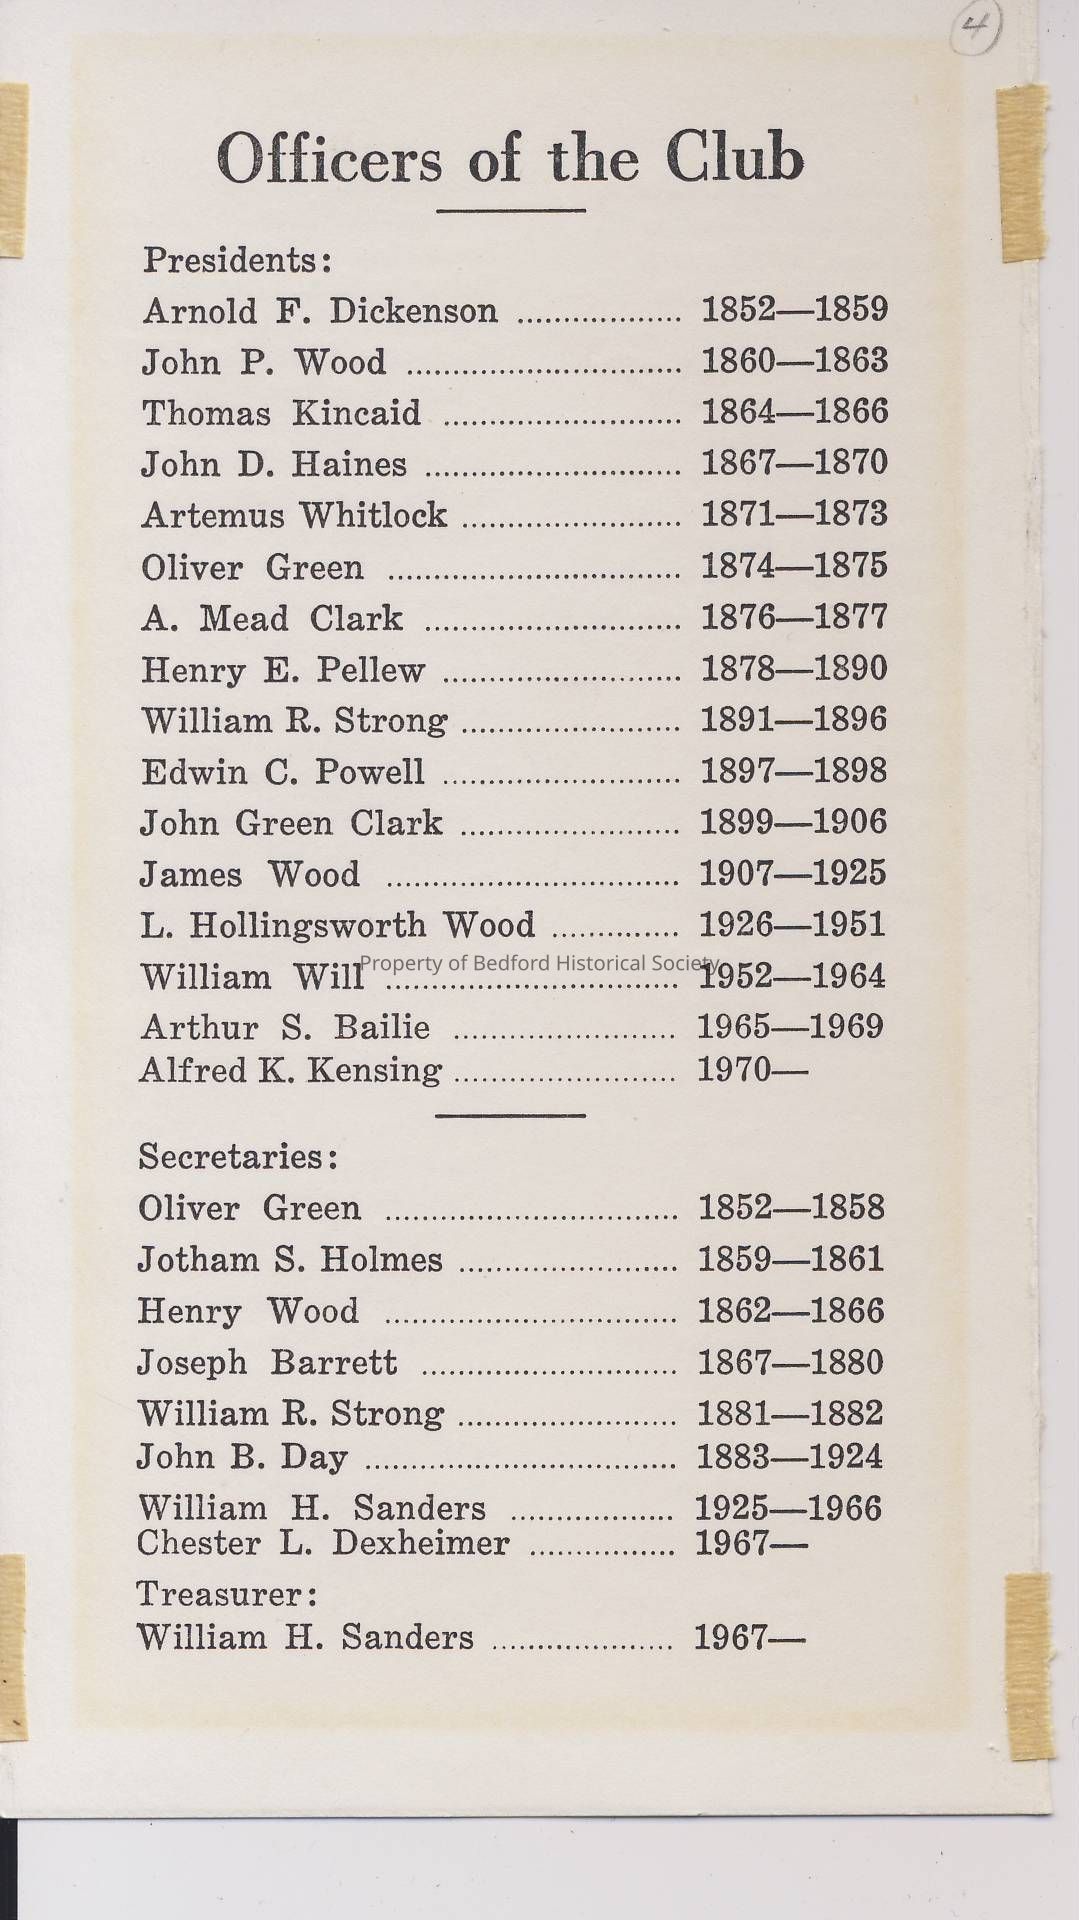 4
Officers of the Club
Presidents:
Arnold F. Dickenson .................. 1852—1859
John P. Wood .............................. 1860—1863
Thomas Kincaid .......................... 1864—1866
John D. Haines ............................ 1867—1870
Artemus Whitlock ........................ 1871—1873
Oliver Green ................................ 1874—1875
A. Mead Clark ............................ 1876—1877
Henry E. Pellew .......................... 1878—1890
William R. Strong ........................ 1891—1896
Edwin C. Powell .......................... 1897—1898
John Green Clark ........................ 1899—1906
James Wood ................................ 1907—1925
L. Hollingsworth Wood .............. 1926—1951
Property of Bedford Historical Society
William Will ................................ 1952—1964
Arthur S. Bailie ........................ 1965—1969
Alfred K. Kensing ........................ 1970—
Secretaries:
Oliver Green ................................ 1852—1858
Jotham S. Holmes ........................ 1859—1861
Henry Wood ................................ 1862—1866
Joseph Barrett ............................ 1867—1880
William R. Strong ........................ 1881—1882
John B. Day .................................. 1883—1924
William H. Sanders .................. 1925—1966
Chester L. Dexheimer ................ 1967—
Treasurer:
William H. Sanders .................... 1967—